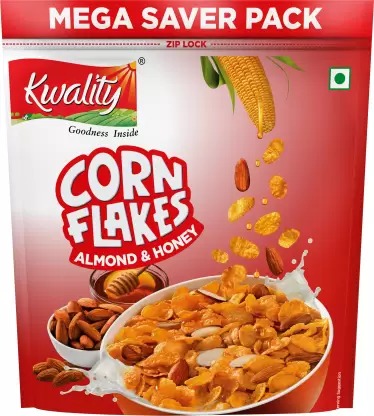 MEGA SAVER PACK
ZIP LOCK
Kwality®
Goodness Inside
CORN
FLAKES
ALMOND & HONEY